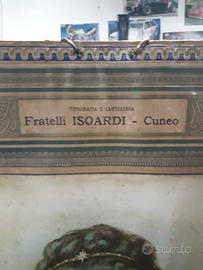 TIPOGRAFIA E CARTOLERIA
Fratelli ISOARDI - Cuneo
subito